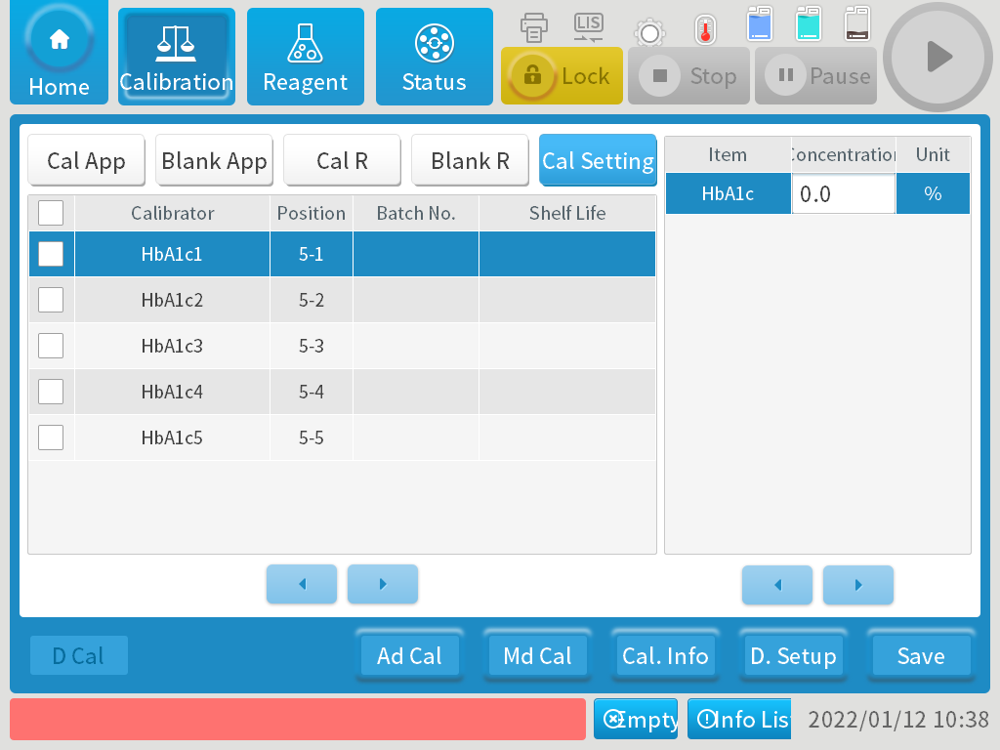 Home
Calibration
Reagent
Status
LIS
Lock
Stop
Pause
Cal App
Blank App
Cal R
Blank R
Cal Setting
Calibrator Position Batch No. Shelf Life
HbA1c1 5-1
HbA1c2 5-2
HbA1c3 5-3
HbA1c4 5-4
HbA1c5 5-5
Item Concentration Unit
HbA1c 0.0 %
D Cal
Ad Cal
Md Cal
Cal. Info
D. Setup
Save
Empty
Info Lis
2022/01/12 10:38